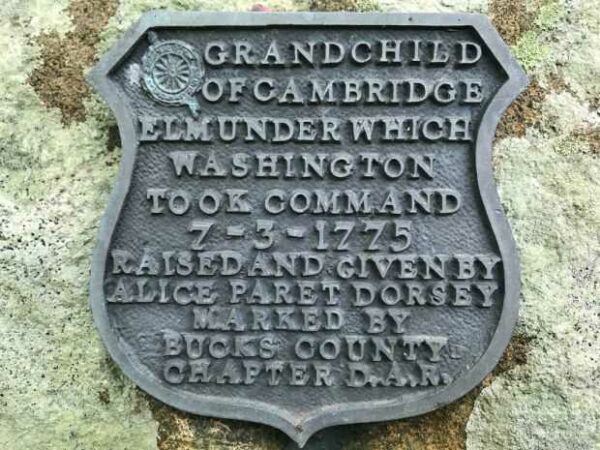 GRANDCHILD
OF CAMBRIDGE
ELM UNDER WHICH
WASHINGTON
TOOK COMMAND
7-3-1775
RAISED AND GIVEN BY
ALICE PARET DORSEY
MARKED BY
BUCKS COUNTY
CHAPTER D.A.R.